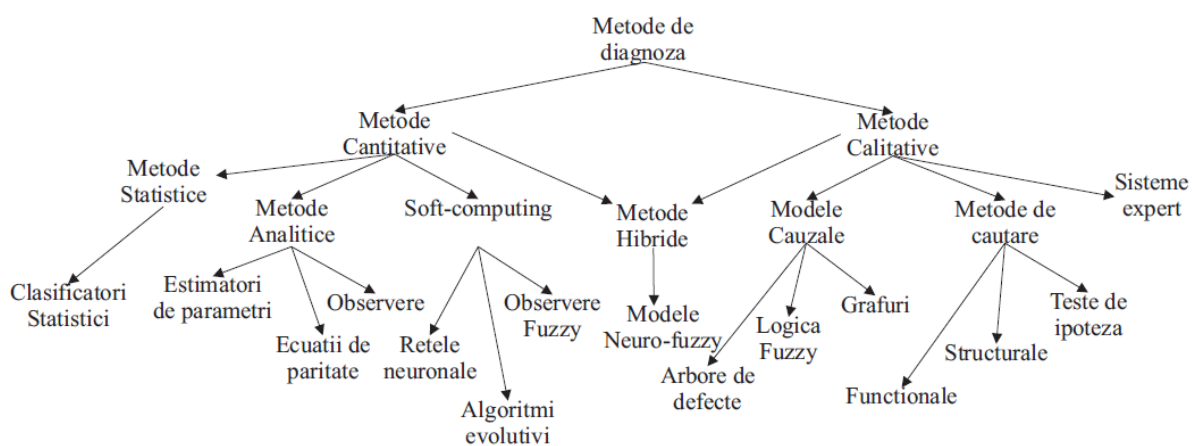 Metode de
diagnoza
Metode
Cantitative
Metode
Calitative
Metode
Statistice
Metode
Analitice
Soft-computing
Metode
Hibride
Modele
Cauzale
Metode de
cautare
Sisteme
expert
Clasificatori
Statistici
Estimatori
de parametri
Ecuatii de
paritate
Observere
Retele
neuronale
Algoritmi
evolutivi
Observere
Fuzzy
Modele
Neuro-fuzzy
Arbore de
defecte
Logica
Fuzzy
Grafuri
Functionale
Structurale
Teste de
ipoteza